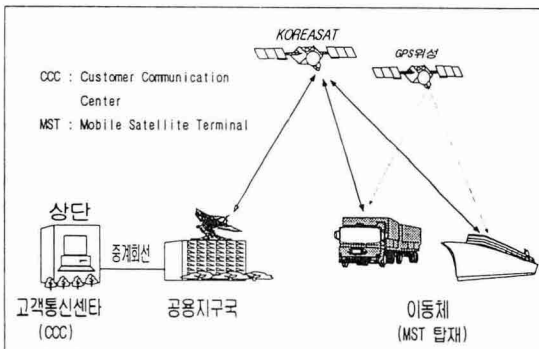 KOREASAT
GPS위성
CCC : Customer Communication
Center
MST : Mobile Satellite Terminal
상단
중계회선
고객통신센타
(CCC)
공용지구국
이동체
(MST 탑재)